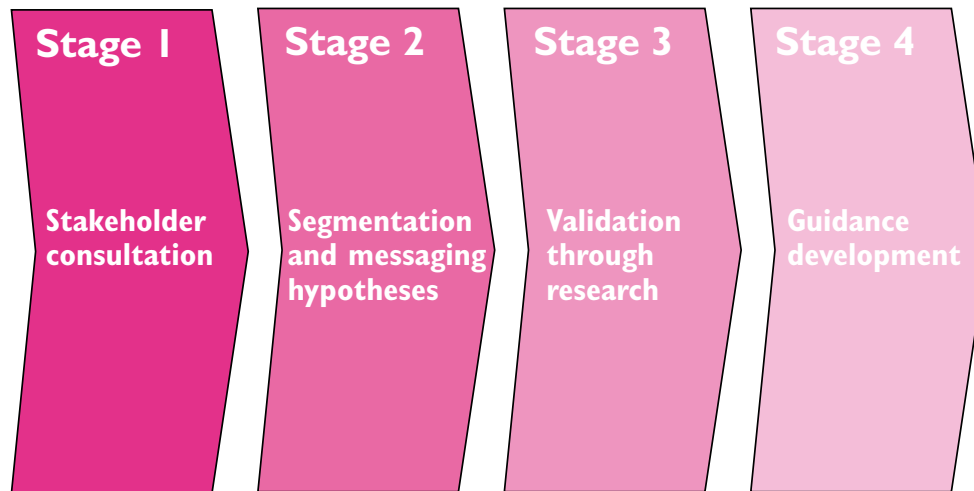 Stage 1
Stakeholder
consultation
Stage 2
Segmentation
and messaging
hypotheses
Stage 3
Validation
through
research
Stage 4
Guidance
development